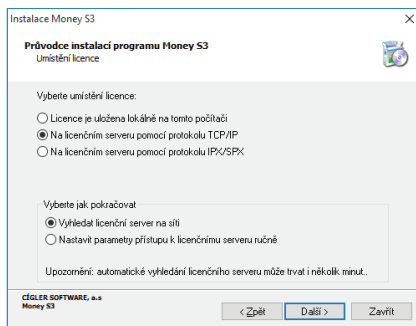 Instalace Money S3
Průvodce instalací programu Money S3
Umístění licence
Vyberte umístění licence:
Licence je uložena lokálně na tomto počítači
Na licenčním serveru pomocí protokolu TCP/IP
Na licenčním serveru pomocí protokolu IPX/SPX
Vyberte jak pokračovat
Vyhledat licenční server na síti
Nastavit parametry přístupu k licenčnímu serveru ručně
Upozornění: automatické vyhledání licenčního serveru může trvat i několik minut..
CÍGLER SOFTWARE, a.s
Money S3
< Zpět Další > Zavřít